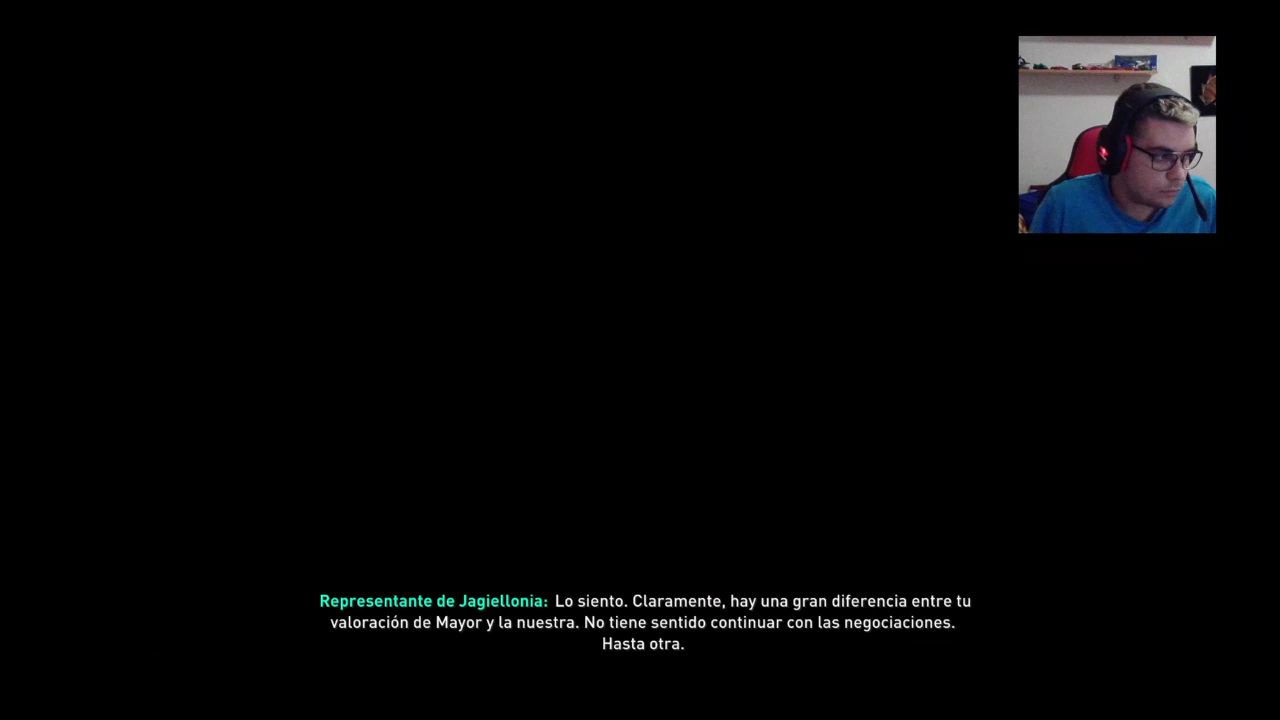 Representante de Jagiellonia: Lo siento. Claramente, hay una gran diferencia entre tu
valoración de Mayor y la nuestra. No tiene sentido continuar con las negociaciones.
Hasta otra.